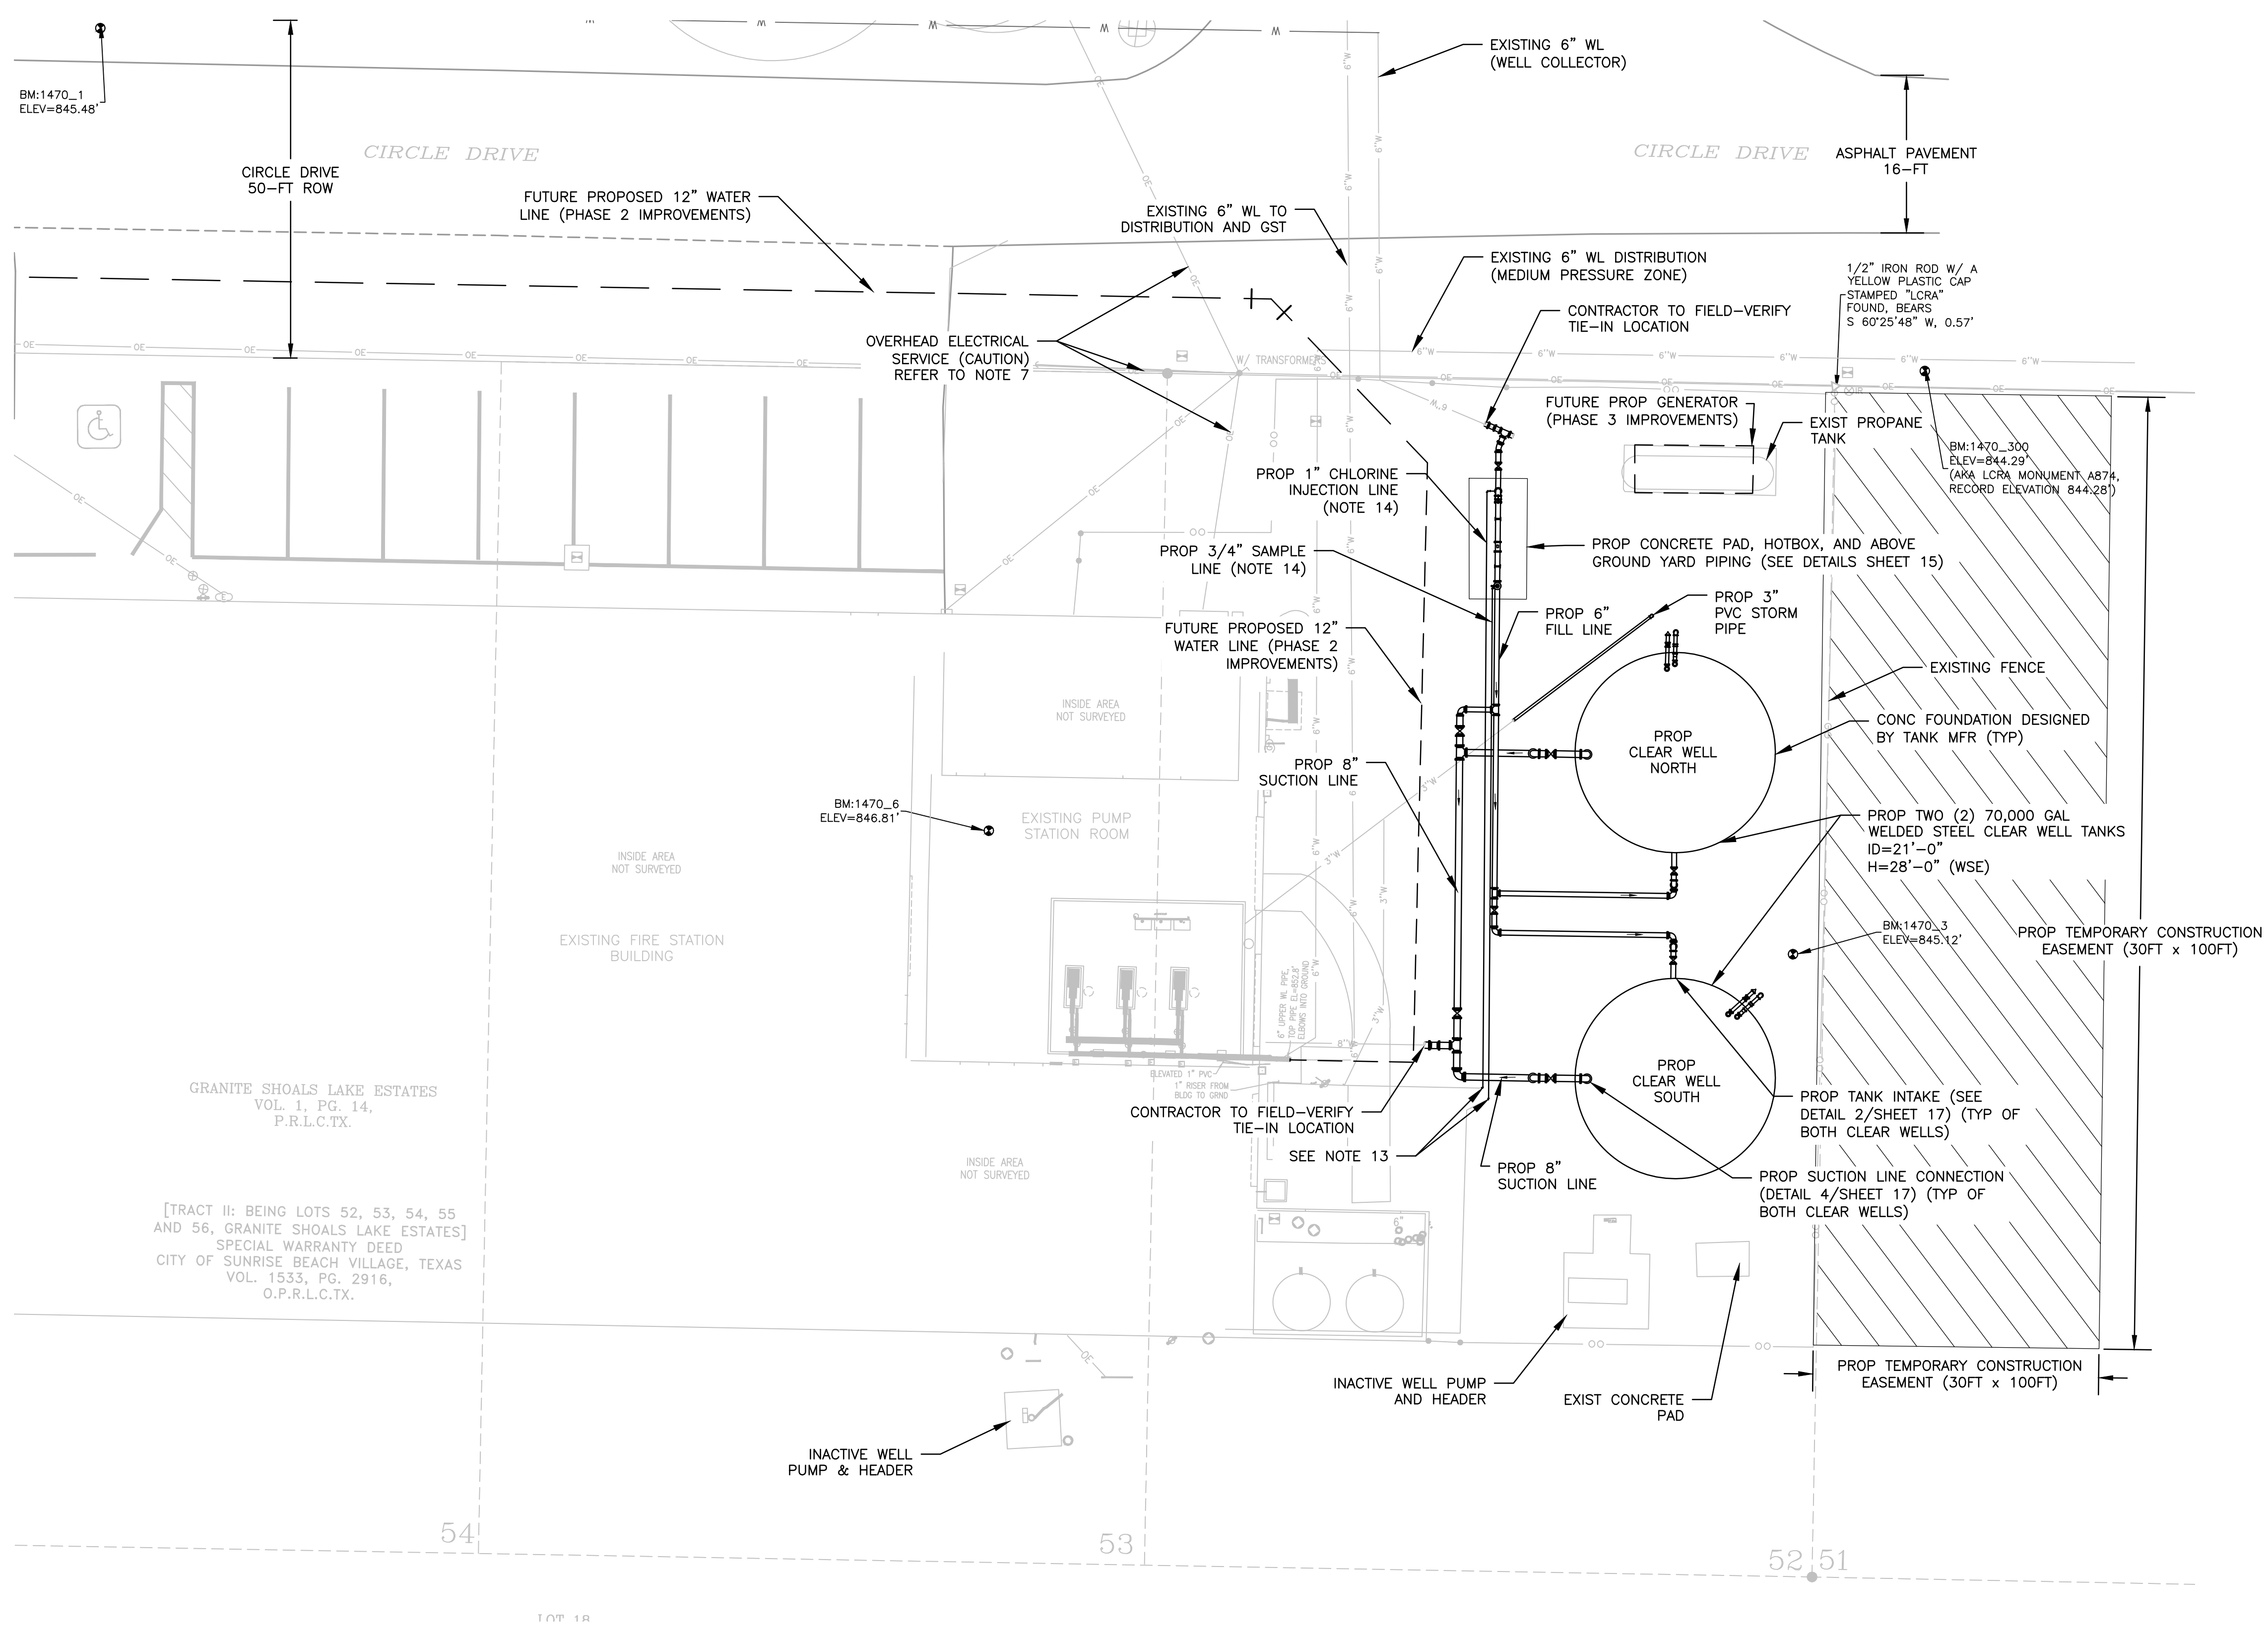 W
W
W
W
W
EXISTING 6" WL
(WELL COLLECTOR)
BM:1470_1
ELEV=845.48'
CIRCLE DRIVE
CIRCLE DRIVE
CIRCLE DRIVE
50-FT ROW
ASPHALT PAVEMENT
16-FT
FUTURE PROPOSED 12" WATER
LINE (PHASE 2 IMPROVEMENTS)
EXISTING 6" WL TO
DISTRIBUTION AND GST
EXISTING 6" WL DISTRIBUTION
(MEDIUM PRESSURE ZONE)
1/2" IRON ROD W/ A
YELLOW PLASTIC CAP
STAMPED "LCRA"
FOUND, BEARS
S 60°25'48" W, 0.57'
CONTRACTOR TO FIELD-VERIFY
TIE-IN LOCATION
OVERHEAD ELECTRICAL
SERVICE (CAUTION)
REFER TO NOTE 7
W/ TRANSFORMERS
FUTURE PROP GENERATOR
(PHASE 3 IMPROVEMENTS)
EXIST PROPANE
TANK
BM:1470_300
ELEV=844.29'
(AKA LCRA MONUMENT A874,
RECORD ELEVATION 844.28')
PROP 1" CHLORINE
INJECTION LINE
(NOTE 14)
PROP 3/4" SAMPLE
LINE (NOTE 14)
PROP CONCRETE PAD, HOTBOX, AND ABOVE
GROUND YARD PIPING (SEE DETAILS SHEET 15)
PROP 6"
FILL LINE
PROP 3"
PVC STORM
PIPE
FUTURE PROPOSED 12"
WATER LINE (PHASE 2
IMPROVEMENTS)
EXISTING FENCE
INSIDE AREA
NOT SURVEYED
CONC FOUNDATION DESIGNED
BY TANK MFR (TYP)
PROP
CLEAR WELL
NORTH
PROP 8"
SUCTION LINE
BM:1470_6
ELEV=846.81'
EXISTING PUMP
STATION ROOM
PROP TWO (2) 70,000 GAL
WELDED STEEL CLEAR WELL TANKS
ID=21'-0"
H=28'-0" (WSE)
INSIDE AREA
NOT SURVEYED
EXISTING FIRE STATION
BUILDING
BM:1470_3
ELEV=845.12'
PROP TEMPORARY CONSTRUCTION
EASEMENT (30FT x 100FT)
6" UPPER WL PIPE,
TOP PIPE EL=852.8'
ELBOWS INTO GROUND
8"W
ELEVATED 1" PVC
1" RISER FROM
BLDG TO GRND
PROP
CLEAR WELL
SOUTH
GRANITE SHOALS LAKE ESTATES
VOL. 1, PG. 14,
P.R.L.C.TX.
CONTRACTOR TO FIELD-VERIFY
TIE-IN LOCATION
SEE NOTE 13
PROP TANK INTAKE (SEE
DETAIL 2/SHEET 17) (TYP OF
BOTH CLEAR WELLS)
INSIDE AREA
NOT SURVEYED
PROP 8"
SUCTION LINE
PROP SUCTION LINE CONNECTION
(DETAIL 4/SHEET 17) (TYP OF
BOTH CLEAR WELLS)
[TRACT II: BEING LOTS 52, 53, 54, 55
AND 56, GRANITE SHOALS LAKE ESTATES]
SPECIAL WARRANTY DEED
CITY OF SUNRISE BEACH VILLAGE, TEXAS
VOL. 1533, PG. 2916,
O.P.R.L.C.TX.
6"
INACTIVE WELL PUMP
AND HEADER
EXIST CONCRETE
PAD
PROP TEMPORARY CONSTRUCTION
EASEMENT (30FT x 100FT)
INACTIVE WELL
PUMP & HEADER
54
53
52
51
LOT 18